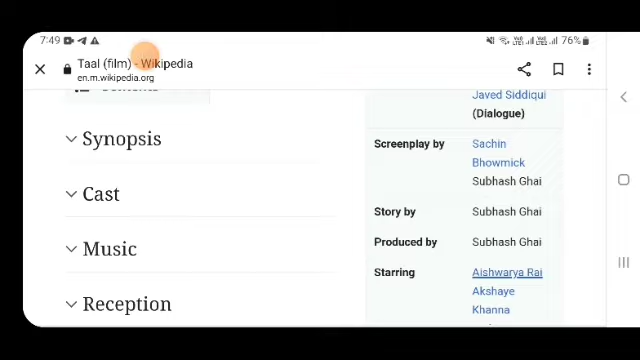 7:49 76%
Taal (film) - Wikipedia
en.m.wikipedia.org
Javed Siddiqui
(Dialogue)
Synopsis
Screenplay by Sachin
Bhowmick
Subhash Ghai
Cast
Story by Subhash Ghai
Music
Produced by Subhash Ghai
Starring Aishwarya Rai
Akshaye
Khanna
Reception